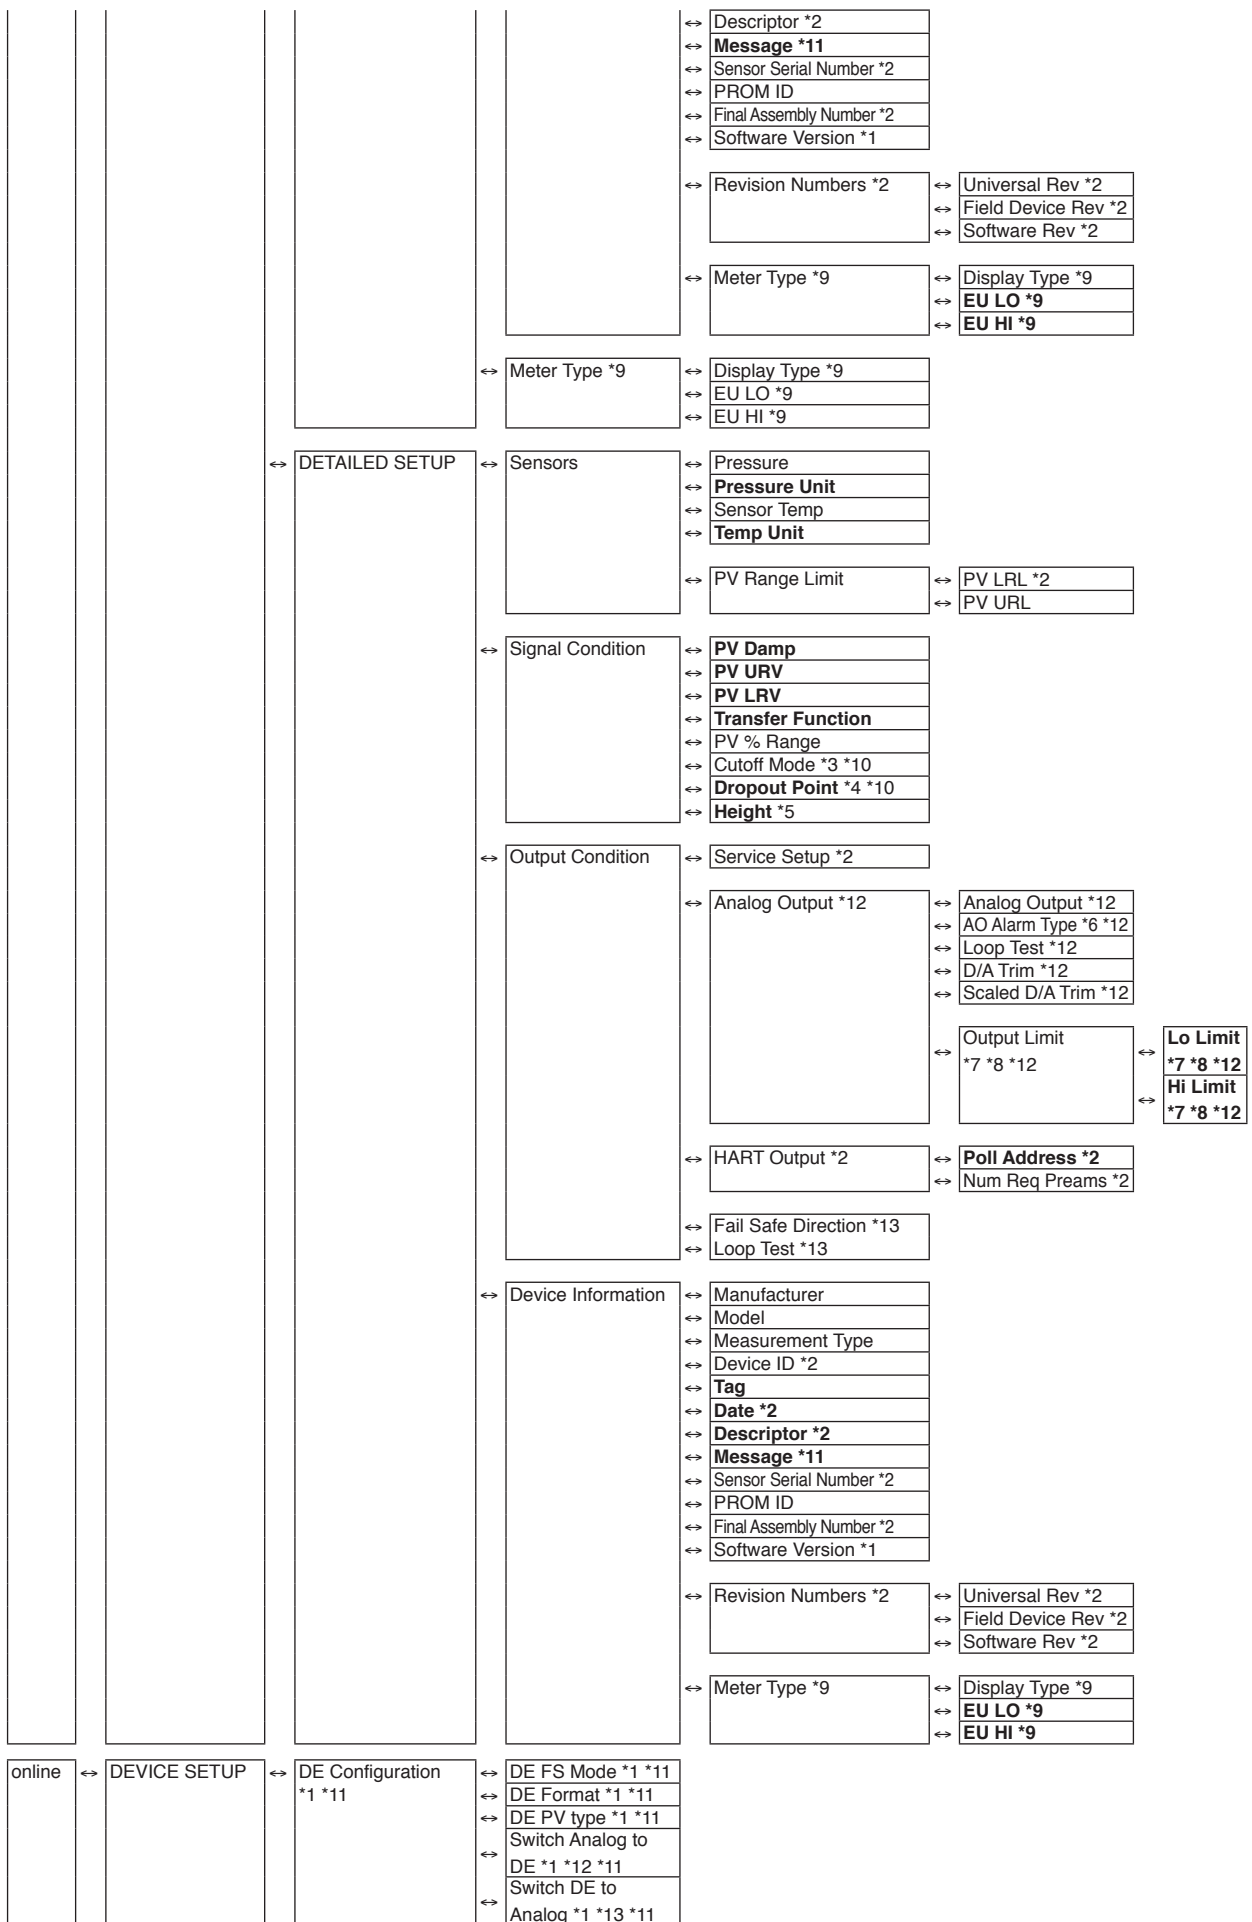 ↔ Descriptor *2
↔ Message *11
↔ Sensor Serial Number *2
↔ PROM ID
↔ Final Assembly Number *2
↔ Software Version *1
↔ Revision Numbers *2 ↔ Universal Rev *2
↔ Field Device Rev *2
↔ Software Rev *2
↔ Meter Type *9 ↔ Display Type *9
↔ EU LO *9
↔ EU HI *9
↔ Meter Type *9 ↔ Display Type *9
↔ EU LO *9
↔ EU HI *9
↔ DETAILED SETUP ↔ Sensors ↔ Pressure
↔ Pressure Unit
↔ Sensor Temp
↔ Temp Unit
↔ PV Range Limit ↔ PV LRL *2
↔ PV URL
↔ Signal Condition ↔ PV Damp
↔ PV URV
↔ PV LRV
↔ Transfer Function
↔ PV % Range
↔ Cutoff Mode *3 *10
↔ Dropout Point *4 *10
↔ Height *5
↔ Output Condition ↔ Service Setup *2
↔ Analog Output *12 ↔ Analog Output *12
↔ AO Alarm Type *6 *12
↔ Loop Test *12
↔ D/A Trim *12
↔ Scaled D/A Trim *12
↔ Output Limit
*7 *8 *12
↔ Lo Limit
*7 *8 *12
↔ Hi Limit
*7 *8 *12
↔ HART Output *2 ↔ Poll Address *2
↔ Num Req Preams *2
↔ Fail Safe Direction *13
↔ Loop Test *13
↔ Device Information ↔ Manufacturer
↔ Model
↔ Measurement Type
↔ Device ID *2
↔ Tag
↔ Date *2
↔ Descriptor *2
↔ Message *11
↔ Sensor Serial Number *2
↔ PROM ID
↔ Final Assembly Number *2
↔ Software Version *1
↔ Revision Numbers *2 ↔ Universal Rev *2
↔ Field Device Rev *2
↔ Software Rev *2
↔ Meter Type *9 ↔ Display Type *9
↔ EU LO *9
↔ EU HI *9
online ↔ DEVICE SETUP ↔ DE Configuration ↔ DE FS Mode *1 *11
*1 *11 ↔ DE Format *1 *11
↔ DE PV type *1 *11
↔ Switch Analog to
DE *1 *12 *11
↔ Switch DE to
Analog *1 *13 *11